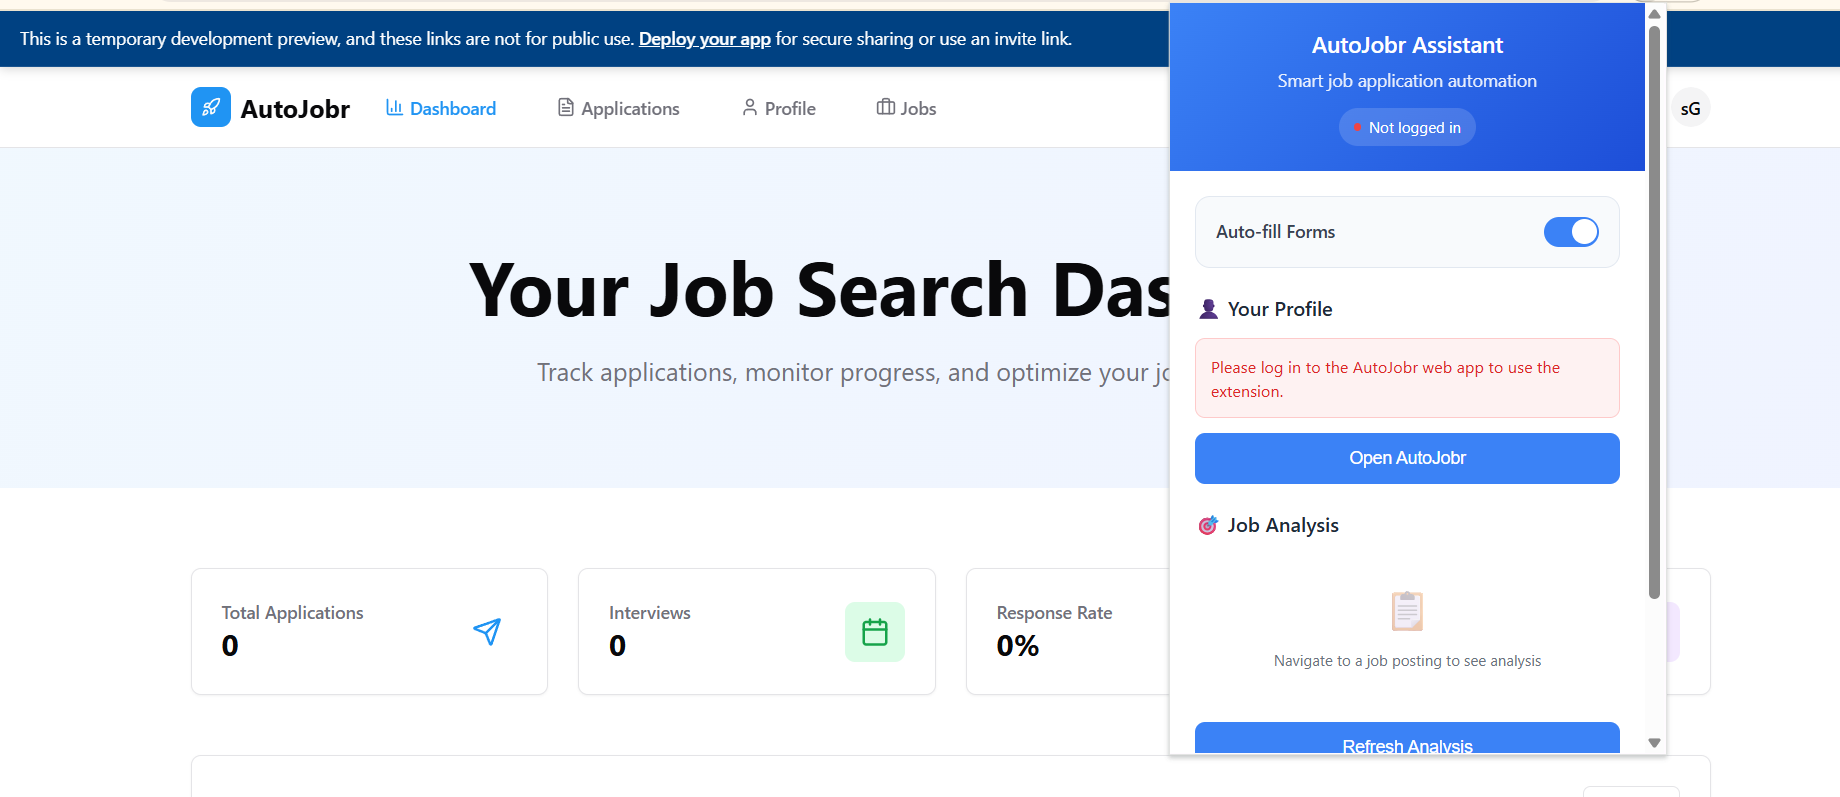 This is a temporary development preview, and these links are not for public use. Deploy your app for secure sharing or use an invite link.
AutoJobr
Dashboard
Applications
Profile
Jobs
sG
Your Job Search Das
Track applications, monitor progress, and optimize your jo
Total Applications
0
Interviews
0
Response Rate
0%
AutoJobr Assistant
Smart job application automation
Not logged in
Auto-fill Forms
Your Profile
Please log in to the AutoJobr web app to use the
extension.
Open AutoJobr
Job Analysis
Navigate to a job posting to see analysis
Refresh Analysis